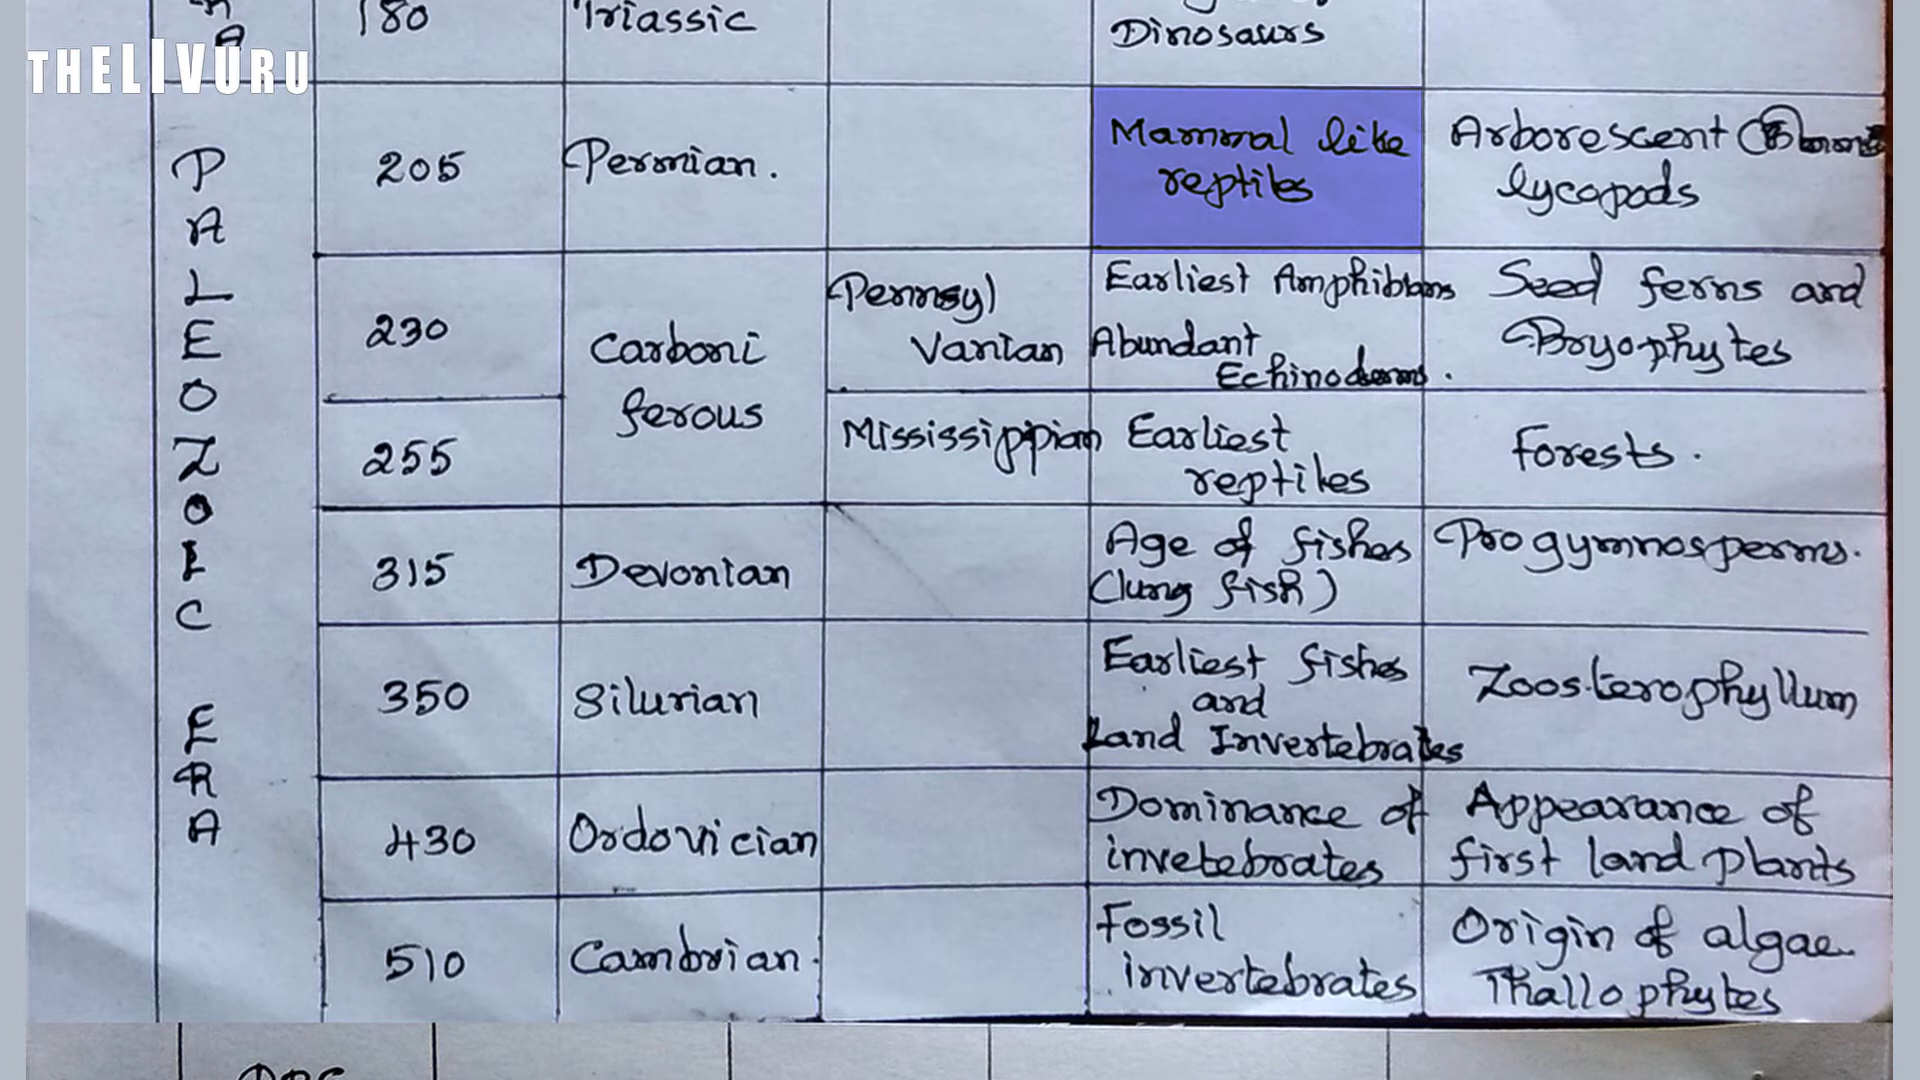 THELIVURU
180 Triassic
Dinosaurs
PALEOZOIC ERA
205 Permian. Mammal like Arborescent
reptiles lycopods
230 Carboni Pennsyl Earliest Amphibians Seed ferns and
ferous Vanian Abundant Bryophytes
Echinoderms.
255 Mississippian Earliest Forests.
reptiles
315 Devonian Age of fishes Progymnosperms.
(lung fish)
350 Silurian Earliest fishes Zoosterophyllum
and
Land Invertebrates
430 Ordovician Dominance of Appearance of
invetebrates first land plants
510 Cambrian. Fossil Origin of algae
invertebrates Thallophytes